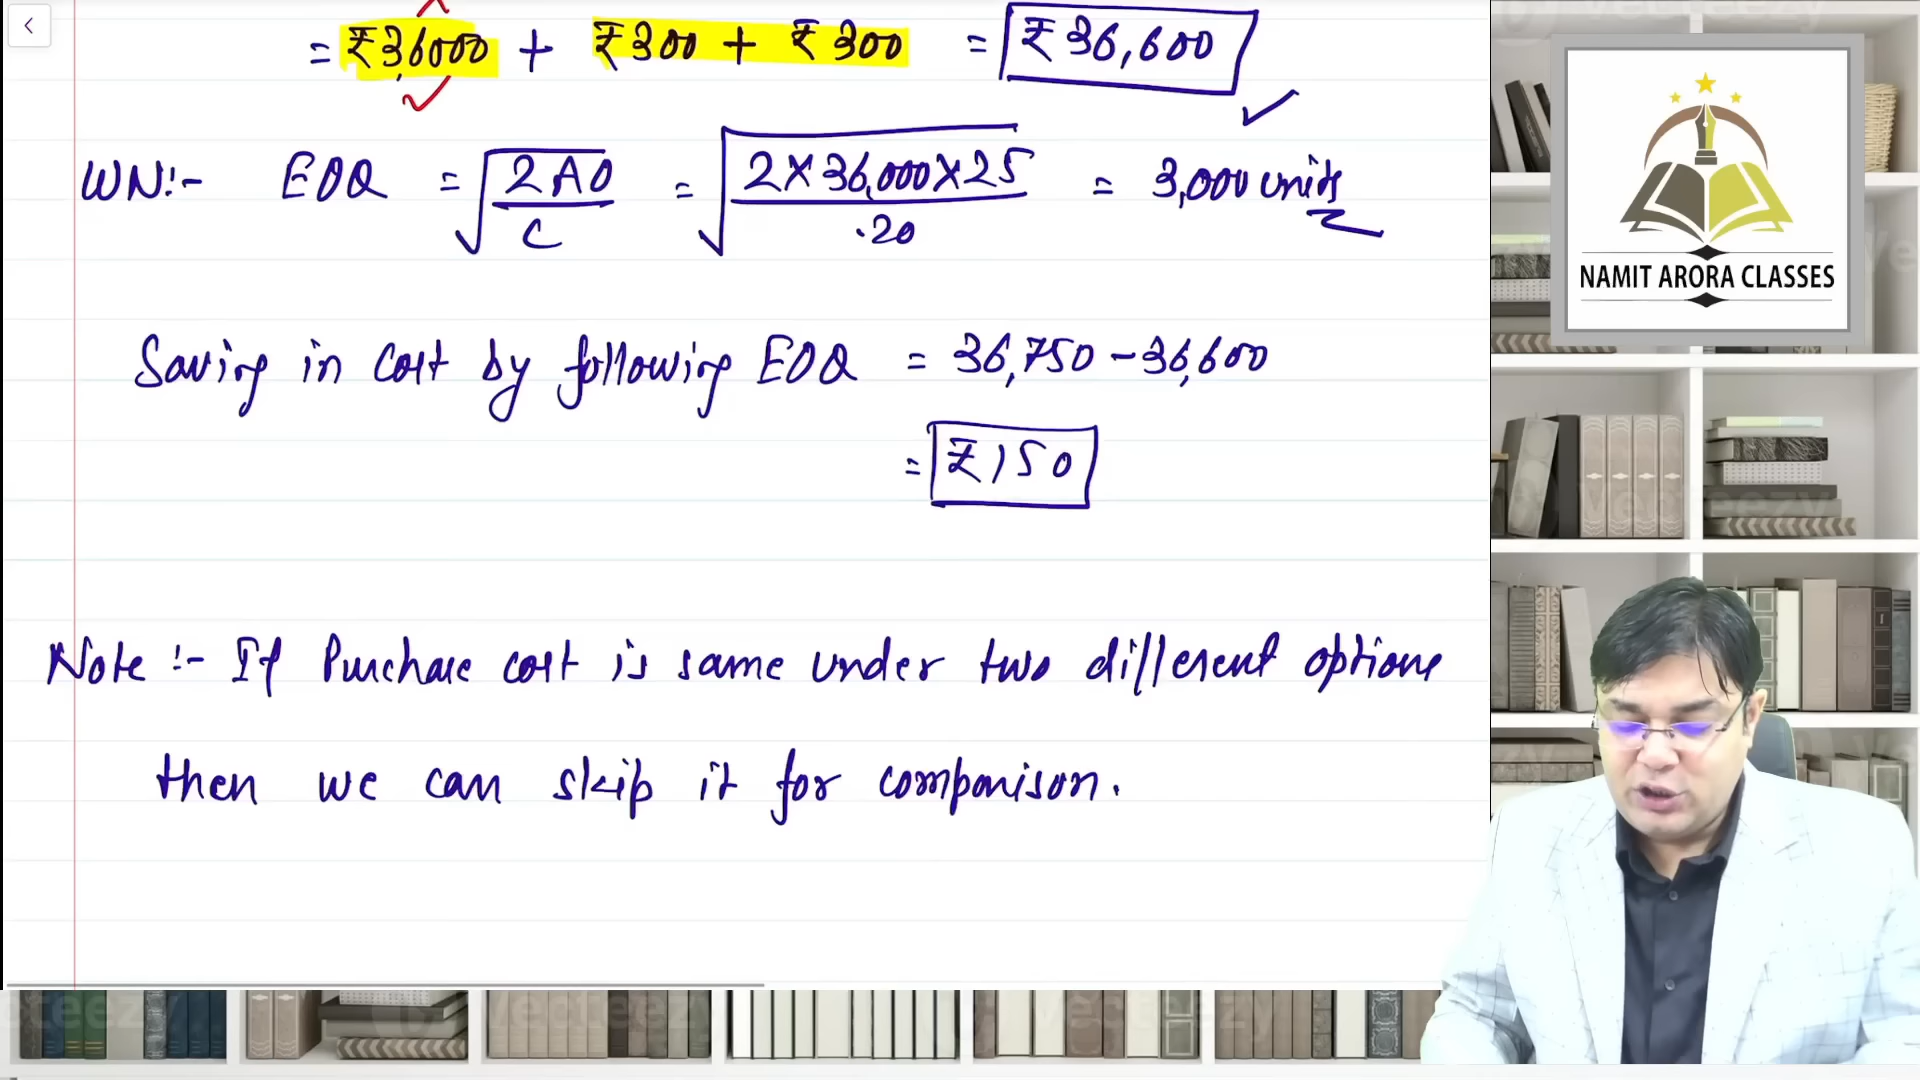 = ₹36,000 + ₹300 + ₹300 = ₹36,600
WN:- EOQ = √2AO/C = √2×36,000×25/.20 = 3,000 units
Saving in cost by following EOQ = 36,750 - 36,600
= ₹150
Note:- If Purchase cost is same under two different options
then we can skip it for comparison.
NAMIT ARORA CLASSES